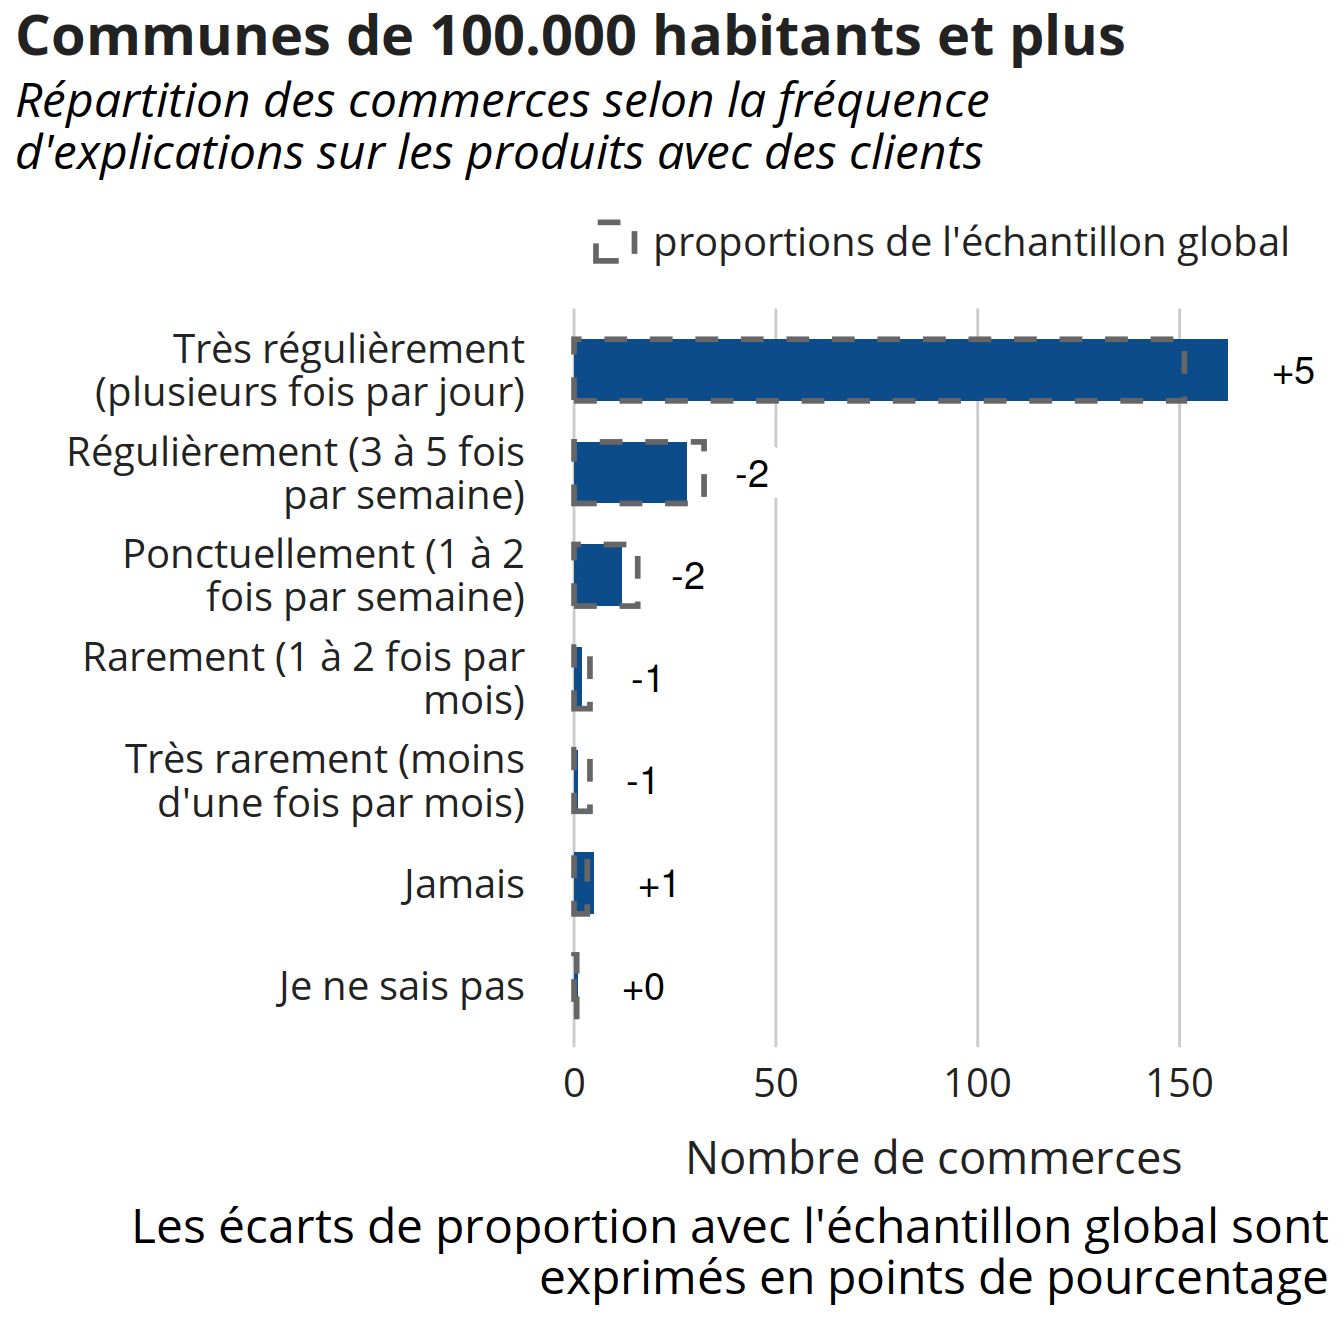 Communes de 100.000 habitants et plus
Répartition des commerces selon la fréquence
d'explications sur les produits avec des clients
proportions de l'échantillon global
Très régulièrement
(plusieurs fois par jour)
+5
Régulièrement (3 à 5 fois
par semaine)
-2
Ponctuellement (1 à 2
fois par semaine)
-2
Rarement (1 à 2 fois par
mois)
-1
Très rarement (moins
d'une fois par mois)
-1
Jamais
+1
Je ne sais pas
+0
0 50 100 150
Nombre de commerces
Les écarts de proportion avec l'échantillon global sont
exprimés en points de pourcentage